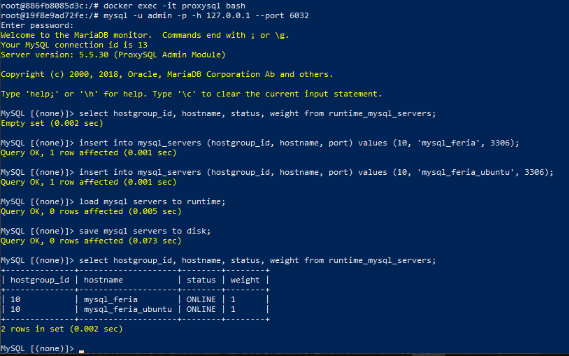 root@886fb8085d3c:/# docker exec -it proxysql bash
root@19f8e9ad72fe:/# mysql -u admin -p -h 127.0.0.1 --port 6032
Enter password:
Welcome to the MariaDB monitor.  Commands end with ; or \g.
Your MySQL connection id is 13
Server version: 5.5.30 (ProxySQL Admin Module)
Copyright (c) 2000, 2018, Oracle, MariaDB Corporation Ab and others.
Type 'help;' or '\h' for help. Type '\c' to clear the current input statement.
MySQL [(none)]> select hostgroup_id, hostname, status, weight from runtime_mysql_servers;
Empty set (0.002 sec)
MySQL [(none)]> insert into mysql_servers (hostgroup_id, hostname, port) values (10, 'mysql_feria', 3306);
Query OK, 1 row affected (0.001 sec)
MySQL [(none)]> insert into mysql_servers (hostgroup_id, hostname, port) values (10, 'mysql_feria_ubuntu', 3306);
Query OK, 1 row affected (0.001 sec)
MySQL [(none)]> load mysql servers to runtime;
Query OK, 0 rows affected (0.005 sec)
MySQL [(none)]> save mysql servers to disk;
Query OK, 0 rows affected (0.073 sec)
MySQL [(none)]> select hostgroup_id, hostname, status, weight from runtime_mysql_servers;
+--------------+--------------------+--------+--------+
| hostgroup_id | hostname           | status | weight |
+--------------+--------------------+--------+--------+
| 10           | mysql_feria        | ONLINE | 1      |
| 10           | mysql_feria_ubuntu | ONLINE | 1      |
+--------------+--------------------+--------+--------+
2 rows in set (0.002 sec)
MySQL [(none)]>